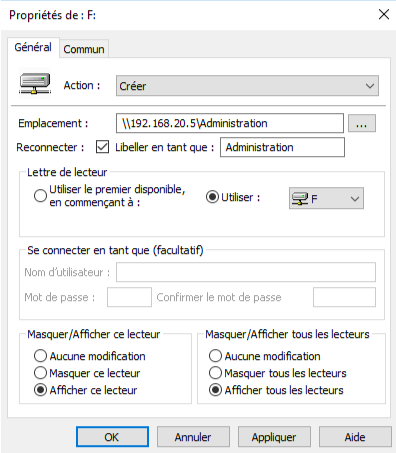 Propriétés de : F:
Général
Commun
Action :
Créer
Emplacement :
\\192.168.20.5\Administration
...
Reconnecter :
Libeller en tant que :
Administration
Lettre de lecteur
Utiliser le premier disponible,
en commençant à :
Utiliser :
F
Se connecter en tant que (facultatif)
Nom d'utilisateur :
Mot de passe :
Confirmer le mot de passe
Masquer/Afficher ce lecteur
Aucune modification
Masquer ce lecteur
Afficher ce lecteur
Masquer/Afficher tous les lecteurs
Aucune modification
Masquer tous les lecteurs
Afficher tous les lecteurs
OK
Annuler
Appliquer
Aide